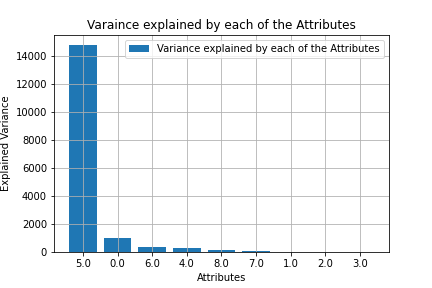 Varaince explained by each of the Attributes
Variance explained by each of the Attributes
14000
12000
10000
8000
6000
4000
2000
0
Explained Variance
5.0 0.0 6.0 4.0 8.0 7.0 1.0 2.0 3.0
Attributes